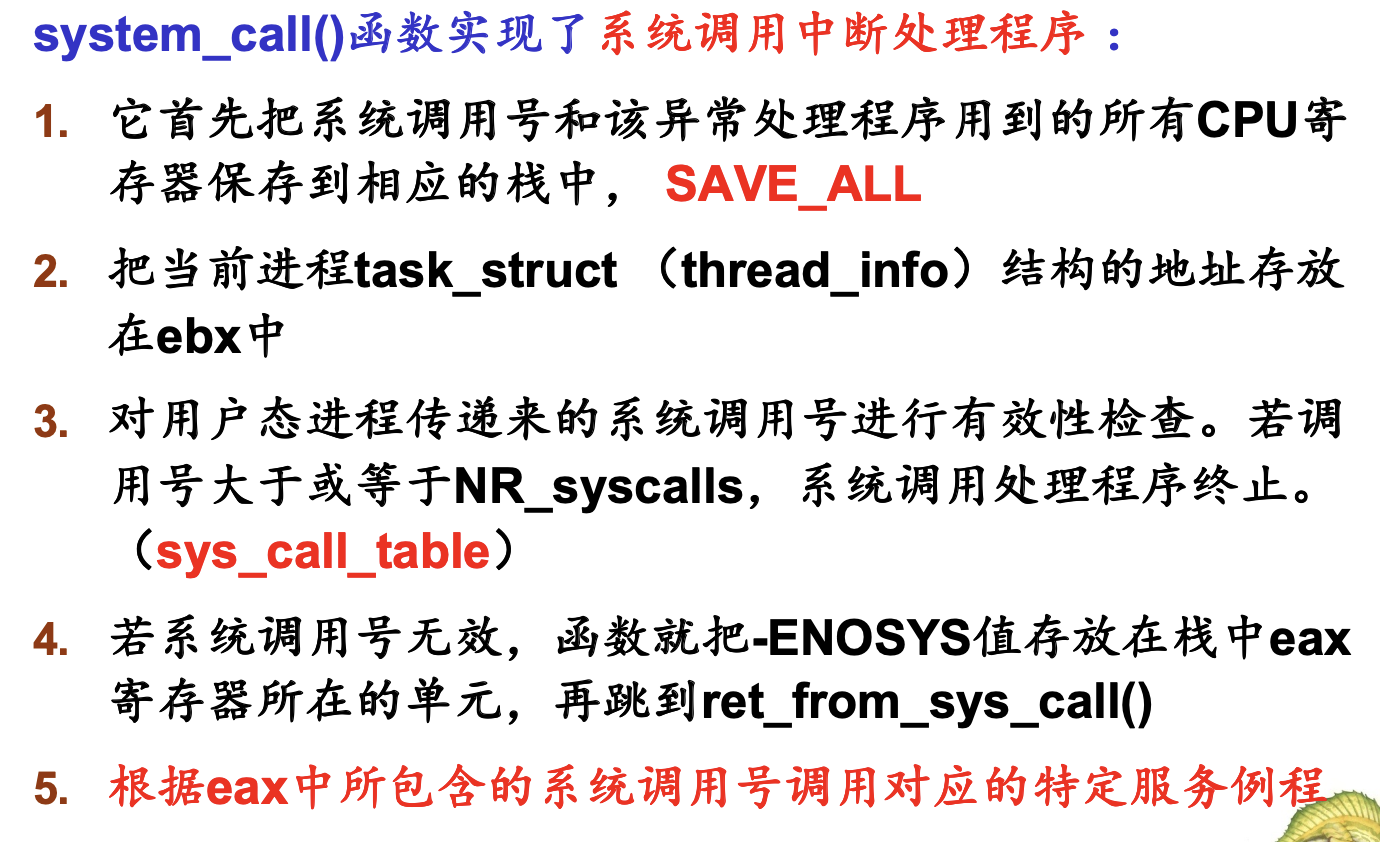 system_call()函数实现了系统调用中断处理程序：
1. 它首先把系统调用号和该异常处理程序用到的所有CPU寄
存器保存到相应的栈中， SAVE_ALL
2. 把当前进程task_struct （thread_info）结构的地址存放
在ebx中
3. 对用户态进程传递来的系统调用号进行有效性检查。若调
用号大于或等于NR_syscalls，系统调用处理程序终止。
（sys_call_table）
4. 若系统调用号无效，函数就把-ENOSYS值存放在栈中eax
寄存器所在的单元，再跳到ret_from_sys_call()
5. 根据eax中所包含的系统调用号调用对应的特定服务例程